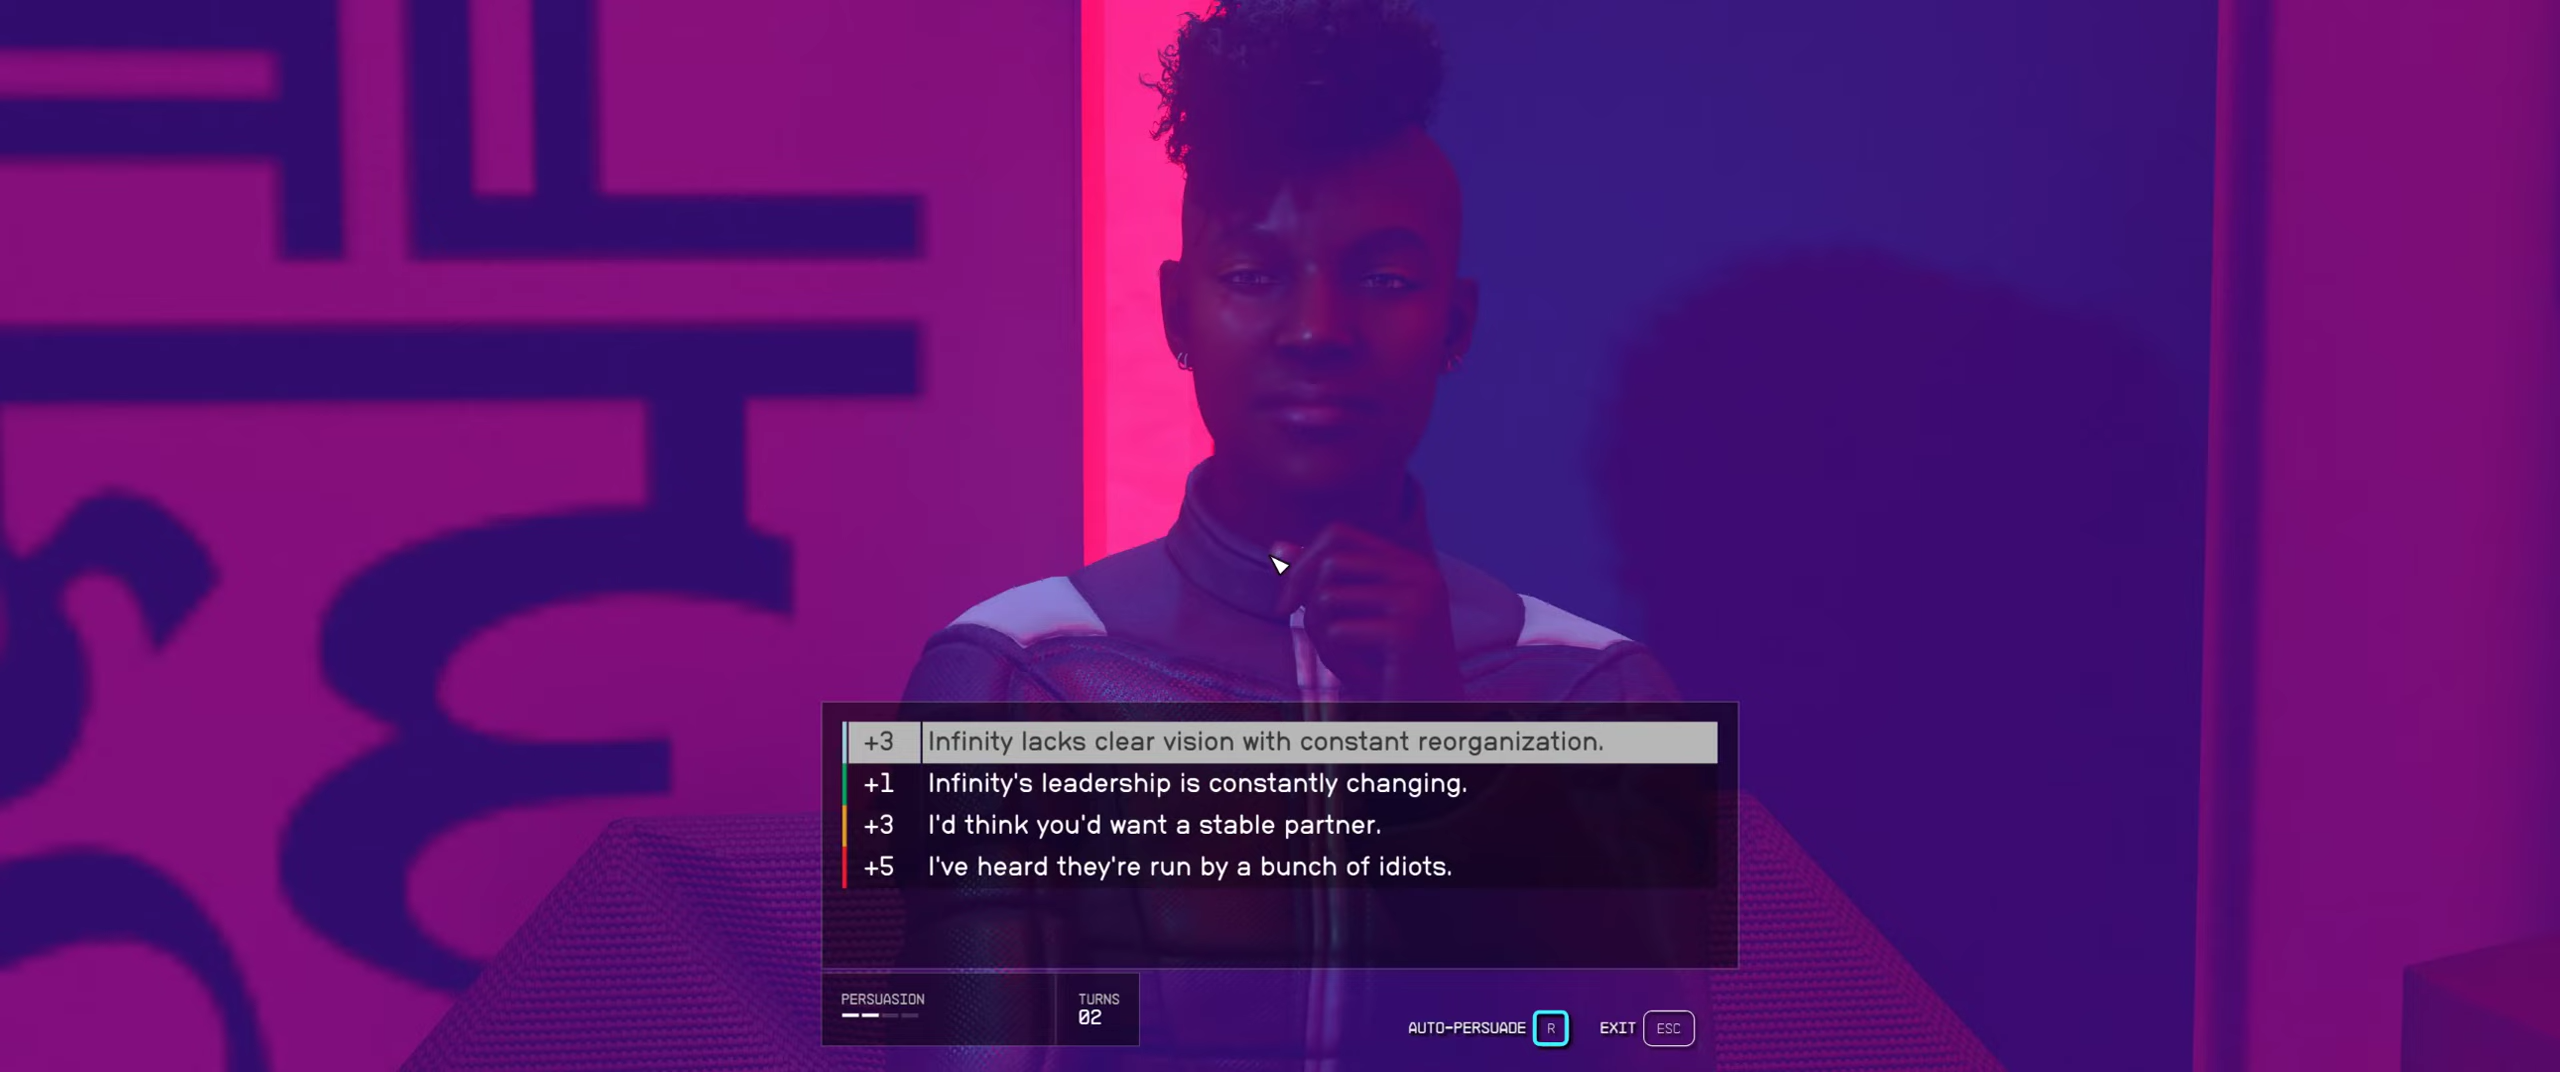 +3 Infinity lacks clear vision with constant reorganization.
+1 Infinity's leadership is constantly changing.
+3 I'd think you'd want a stable partner.
+5 I've heard they're run by a bunch of idiots.
PERSUASION
TURNS
02
AUTO-PERSUADE R EXIT ESC